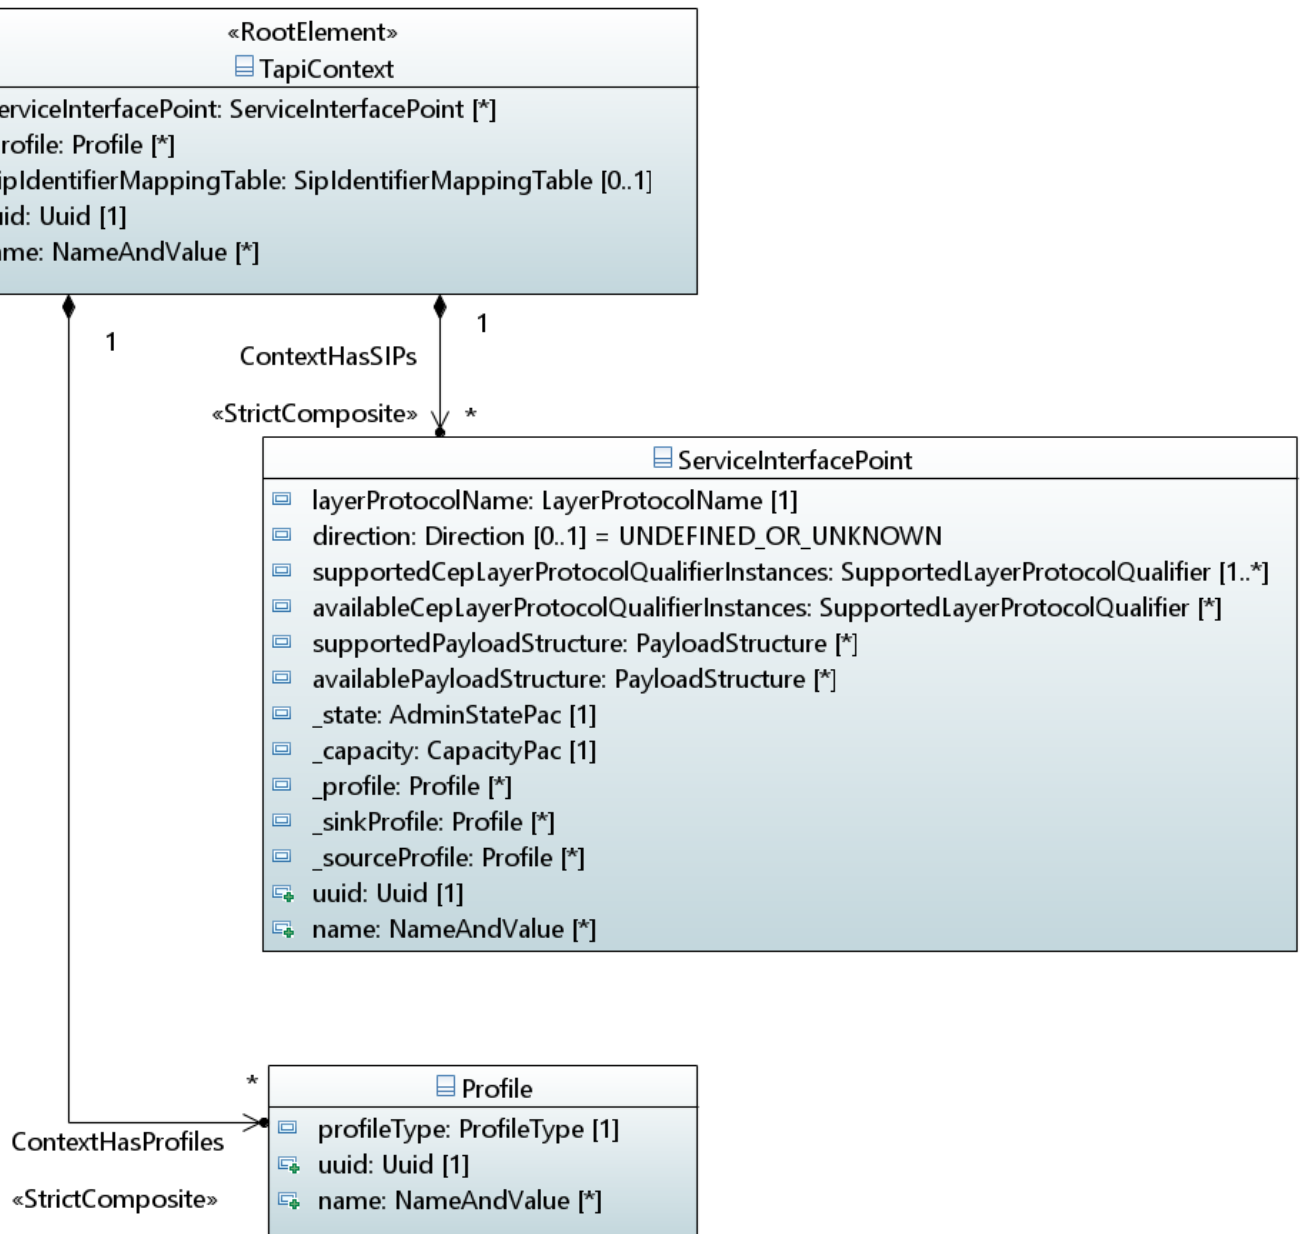 «RootElement»
TapiContext
erviceInterfacePoint: ServiceInterfacePoint [*]
rofile: Profile [*]
ipIdentifierMappingTable: SipIdentifierMappingTable [0..1]
uid: Uuid [1]
ame: NameAndValue [*]
1
1
ContextHasSIPs
«StrictComposite»
*
ServiceInterfacePoint
layerProtocolName: LayerProtocolName [1]
direction: Direction [0..1] = UNDEFINED_OR_UNKNOWN
supportedCepLayerProtocolQualifierInstances: SupportedLayerProtocolQualifier [1..*]
availableCepLayerProtocolQualifierInstances: SupportedLayerProtocolQualifier [*]
supportedPayloadStructure: PayloadStructure [*]
availablePayloadStructure: PayloadStructure [*]
_state: AdminStatePac [1]
_capacity: CapacityPac [1]
_profile: Profile [*]
_sinkProfile: Profile [*]
_sourceProfile: Profile [*]
uuid: Uuid [1]
name: NameAndValue [*]
*
ContextHasProfiles
«StrictComposite»
Profile
profileType: ProfileType [1]
uuid: Uuid [1]
name: NameAndValue [*]